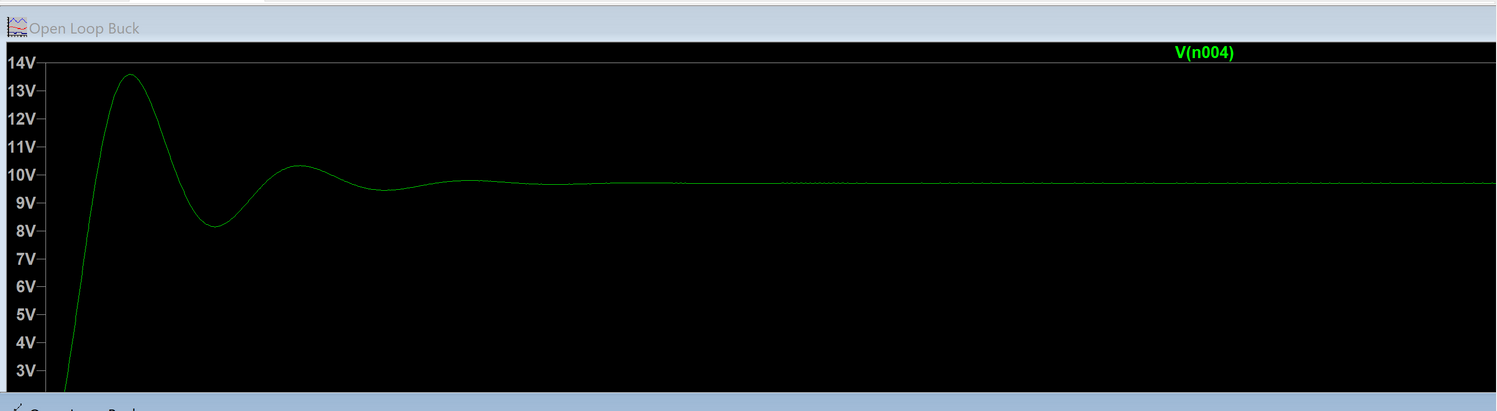 Open Loop Buck
V(n004)
14V
13V
12V
11V
10V
9V
8V
7V
6V
5V
4V
3V